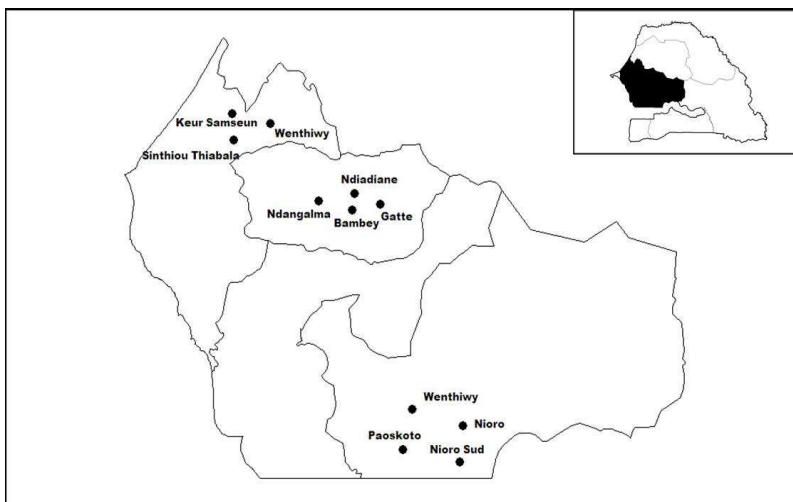 Keur Samseun
Wenthiwy
Sinthiou Thiabala
Ndiadiane
Ndangalma
Gatte
Bambey
Wenthiwy
Nioro
Paoskoto
Nioro Sud